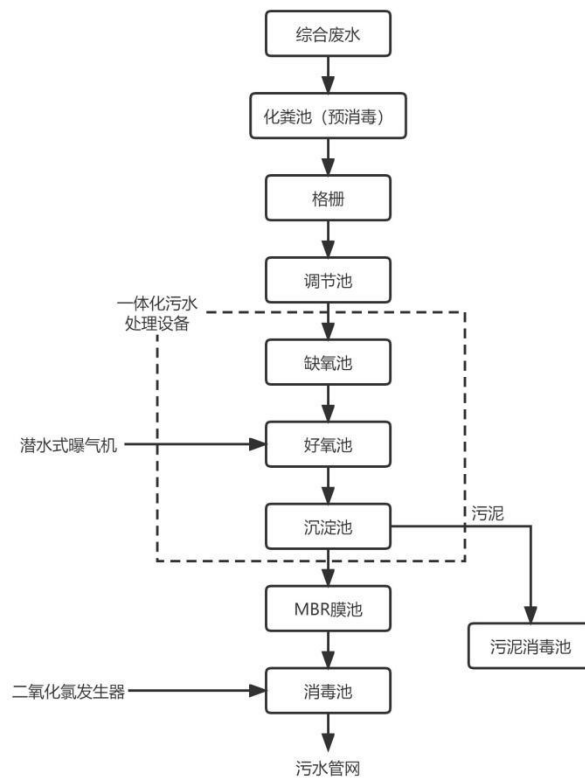 综合废水
化粪池（预消毒）
格栅
调节池
一体化污水
处理设备
缺氧池
潜水式曝气机
好氧池
沉淀池
污泥
MBR膜池
污泥消毒池
二氧化氯发生器
消毒池
污水管网